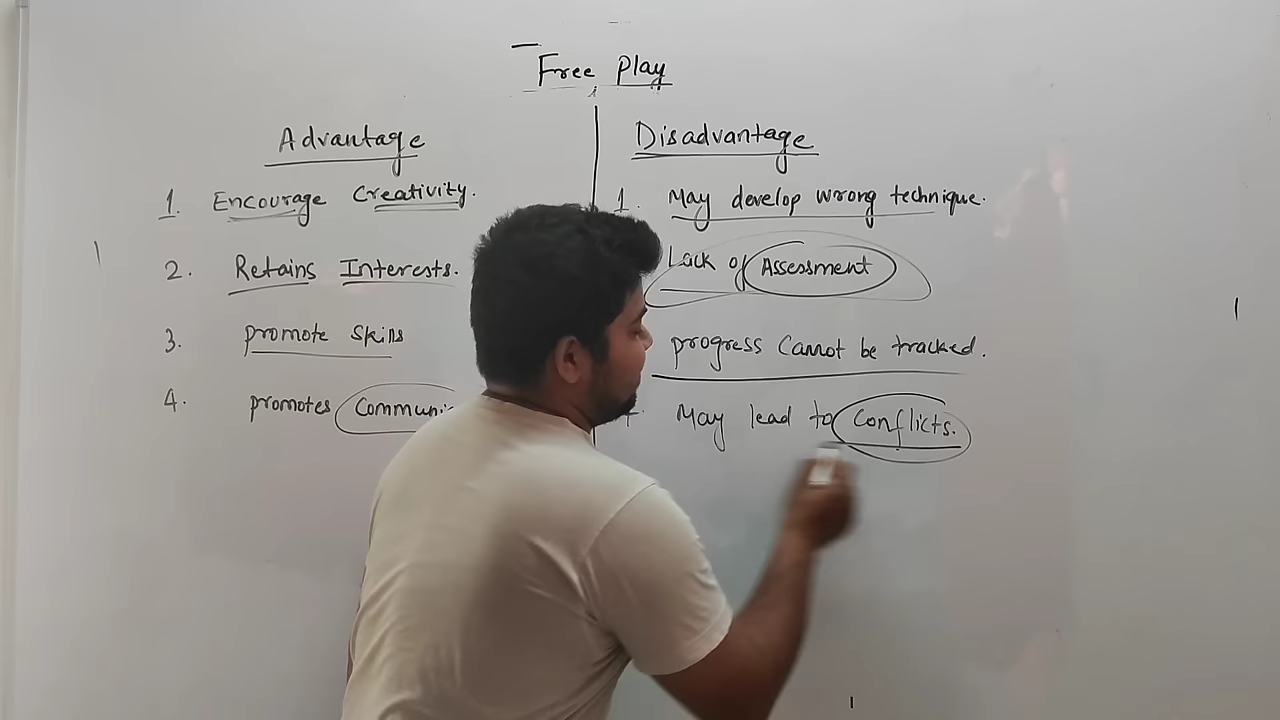 Free Play
Advantage
1. Encourage Creativity.
2. Retains Interests.
3. promote Skills
4. promotes
Disadvantage
1. May develop wrong technique.
Lack of Assessment
progress Cannot be tracked.
May lead to Conflicts.